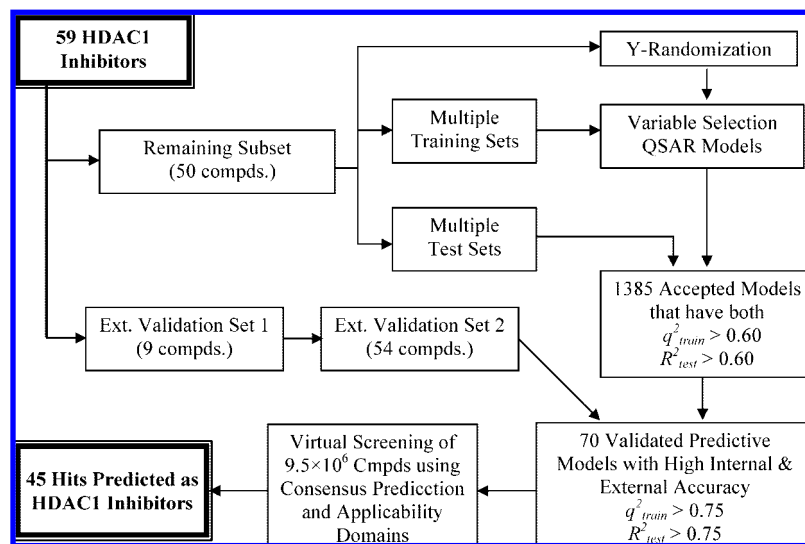 59 HDAC1
Inhibitors
Y-Randomization
Multiple
Training Sets
Variable Selection
QSAR Models
Remaining Subset
(50 compds.)
Multiple
Test Sets
1385 Accepted Models
that have both
q²train > 0.60
R²test > 0.60
Ext. Validation Set 1
(9 compds.)
Ext. Validation Set 2
(54 compds.)
70 Validated Predictive
Models with High Internal &
External Accuracy
q²train > 0.75
R²test > 0.75
Virtual Screening of
9.5×10⁶ Cmpds using
Consensus Predicction
and Applicability
Domains
45 Hits Predicted as
HDAC1 Inhibitors